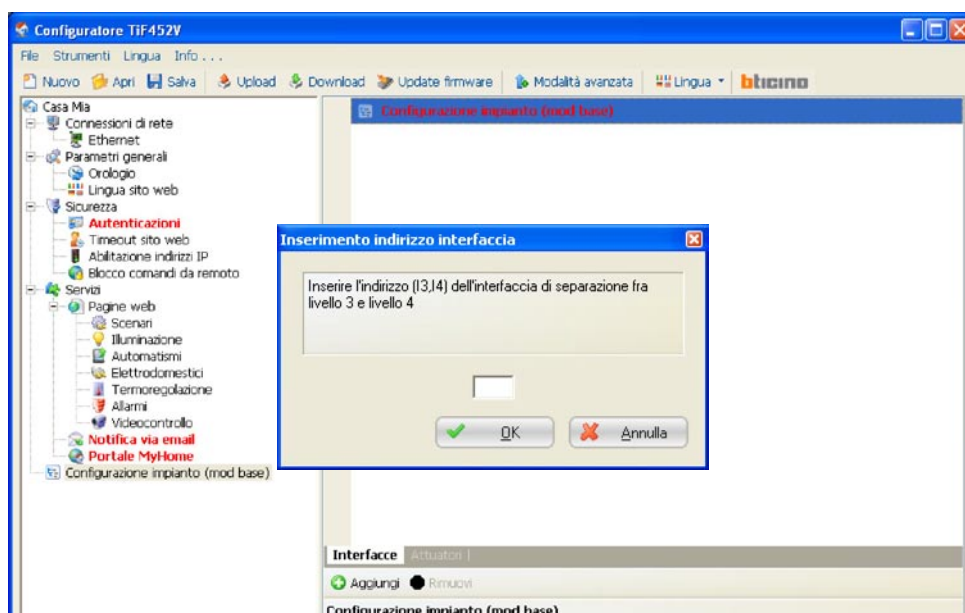 Configuratore TiF452V
File Strumenti Lingua Info . . .
Nuovo Apri Salva Upload Download Update firmware Modalità avanzata Lingua bticino
Casa Mia
Connessioni di rete
Ethernet
Parametri generali
Orologio
Lingua sito web
Sicurezza
Autenticazioni
Timeout sito web
Abilitazione indirizzi IP
Blocco comandi da remoto
Servizi
Pagine web
Scenari
Illuminazione
Automatismi
Elettrodomestici
Termoregolazione
Allarmi
Videocontrollo
Notifica via email
Portale MyHome
Configurazione impianto (mod base)
Configurazione impianto (mod base)
Inserimento indirizzo interfaccia
Inserire l'indirizzo (I3,I4) dell'interfaccia di separazione fra
livello 3 e livello 4
OK Annulla
Interfacce Attuatori
Aggiungi Rimuovi
Configurazione impianto (mod base)